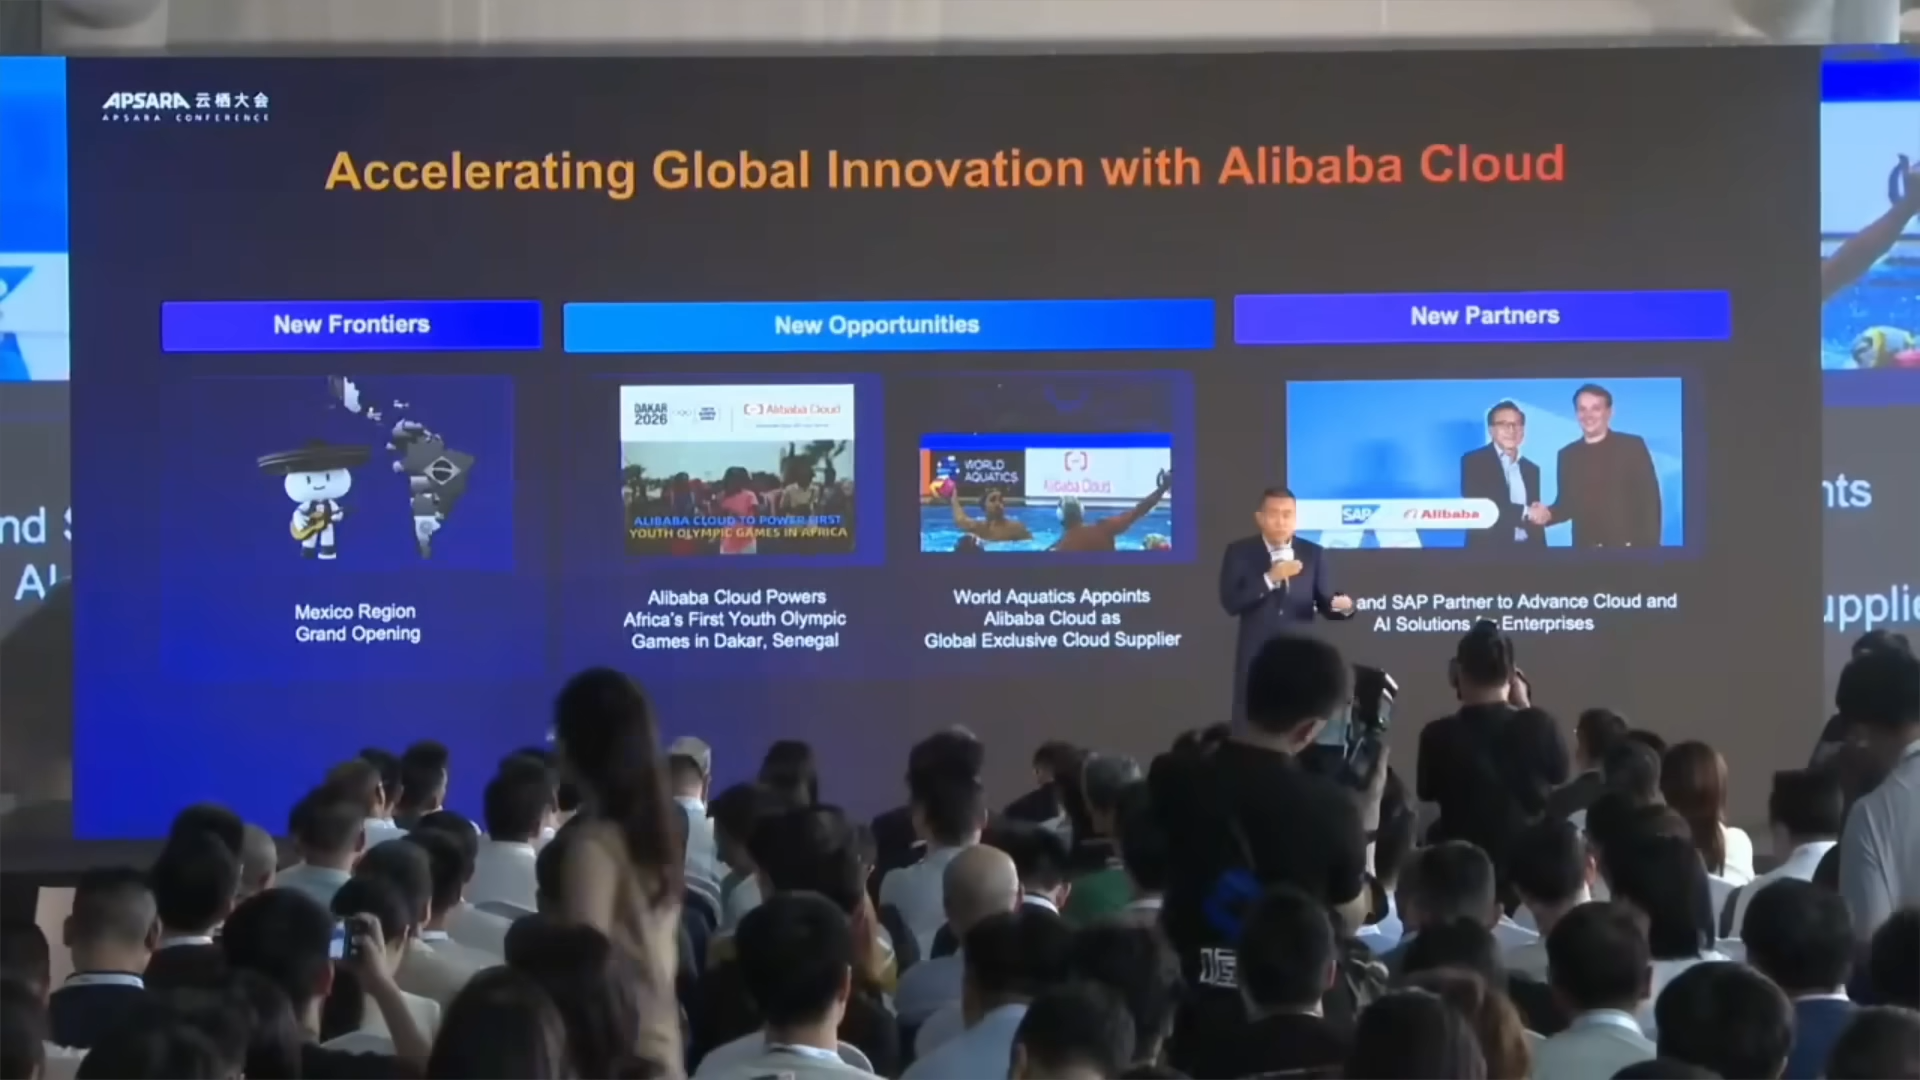 APSARA 云栖大会
APSARA CONFERENCE
Accelerating Global Innovation with Alibaba Cloud
New Frontiers
New Opportunities
New Partners
Mexico Region
Grand Opening
DAKAR
2026
Alibaba Cloud
ALIBABA CLOUD TO POWER FIRST
YOUTH OLYMPIC GAMES IN AFRICA
Alibaba Cloud Powers
Africa's First Youth Olympic
Games in Dakar, Senegal
WORLD
AQUATICS
Alibaba Cloud
World Aquatics Appoints
Alibaba Cloud as
Global Exclusive Cloud Supplier
SAP
Alibaba
and SAP Partner to Advance Cloud and
AI Solutions for Enterprises
nd S
AI
nts
upplie